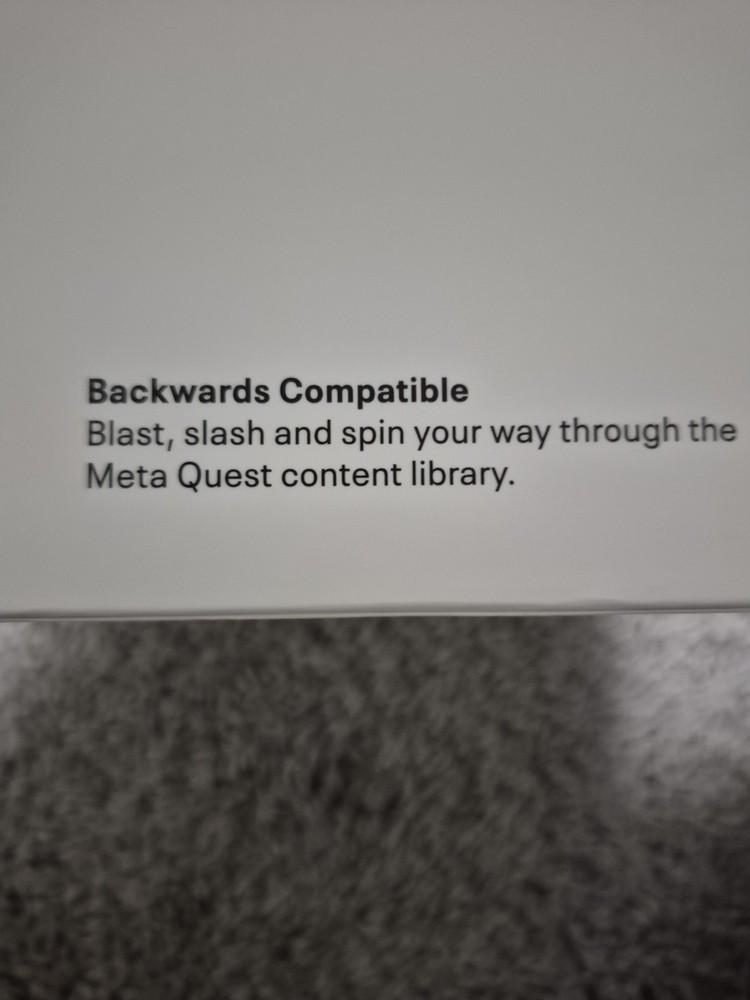 Backwards Compatible
Blast, slash and spin your way through the
Meta Quest content library.